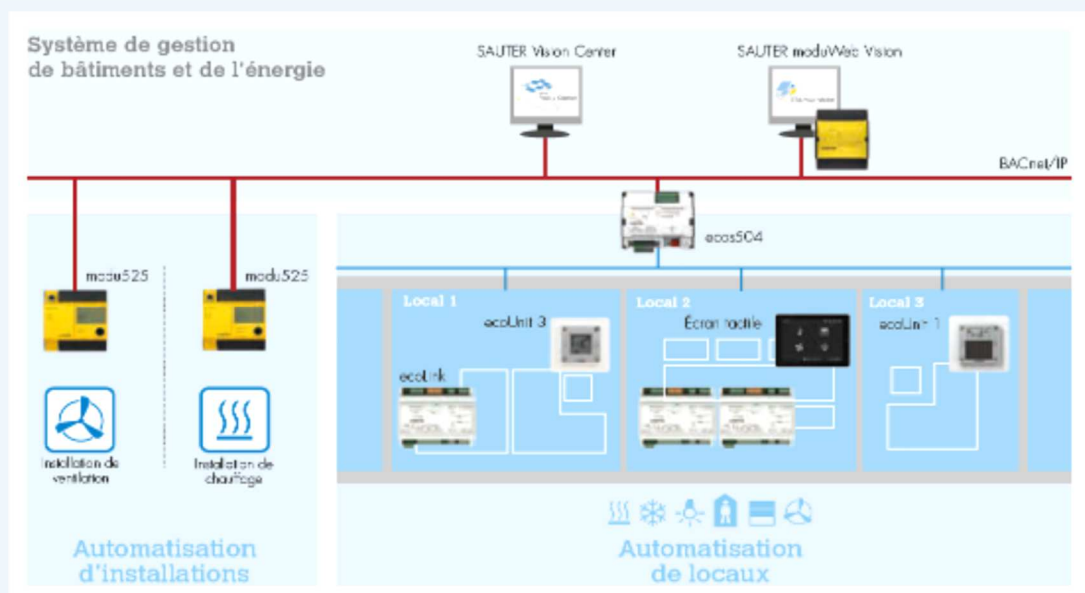 Système de gestion
de bâtiments et de l'énergie
SAUTER Vision Center
SAUTER moduWeb Vision
BACnet/IP
ecos504
modu525
modu525
Local 1
Local 2
Local 3
ecoUnit 3
Écran tactile
ecoUnit 1
ecoLink
Installation de
ventilation
Installation de
chauffage
Automatisation
d'installations
Automatisation
de locaux